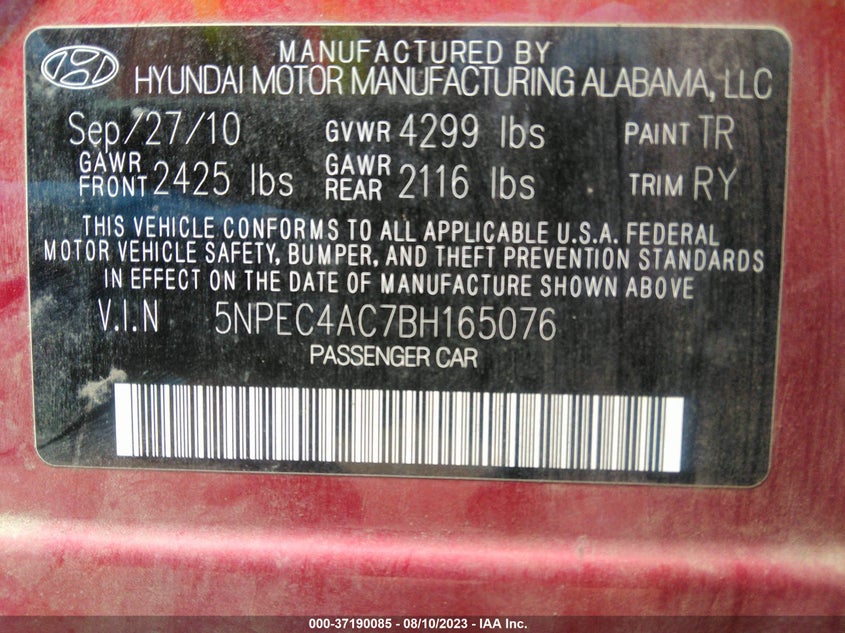 MANUFACTURED BY
HYUNDAI MOTOR MANUFACTURING ALABAMA, LLC
Sep/27/10 GVWR 4299 lbs PAINT TR
GAWR FRONT 2425 lbs GAWR REAR 2116 lbs TRIM RY
THIS VEHICLE CONFORMS TO ALL APPLICABLE U.S.A. FEDERAL
MOTOR VEHICLE SAFETY, BUMPER, AND THEFT PREVENTION STANDARDS
IN EFFECT ON THE DATE OF MANUFACTURE SHOWN ABOVE
V.I.N 5NPEC4AC7BH165076
PASSENGER CAR
000-37190085 - 08/10/2023 - IAA Inc.